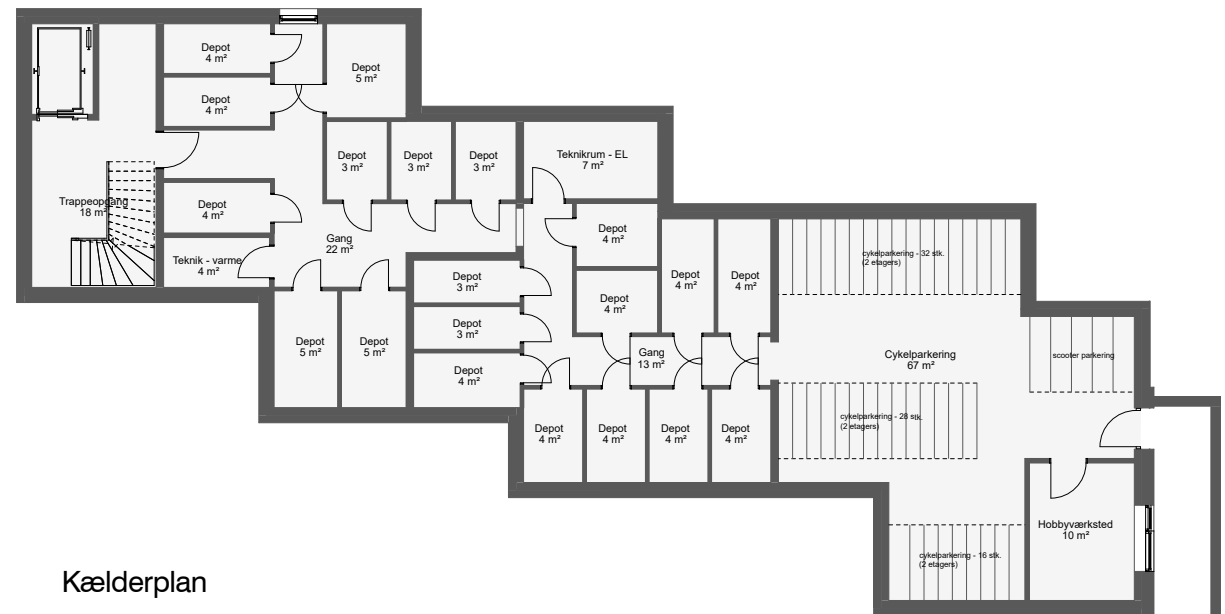 Depot
4 m²
Depot
5 m²
Depot
4 m²
Depot
3 m²
Depot
3 m²
Depot
3 m²
Teknikrum - EL
7 m²
Trappeopgang
18 m²
Depot
4 m²
Gang
22 m²
Teknik - varme
4 m²
Depot
4 m²
Depot
3 m²
Depot
4 m²
Depot
4 m²
Depot
4 m²
cykelparkering - 32 stk.
(2 etagers)
Depot
3 m²
Depot
5 m²
Depot
5 m²
Depot
4 m²
Gang
13 m²
Cykelparkering
67 m²
scooter parkering
cykelparkering - 28 stk.
(2 etagers)
Depot
4 m²
Depot
4 m²
Depot
4 m²
Depot
4 m²
Hobbyværksted
10 m²
cykelparkering - 16 stk.
(2 etagers)
Kælderplan